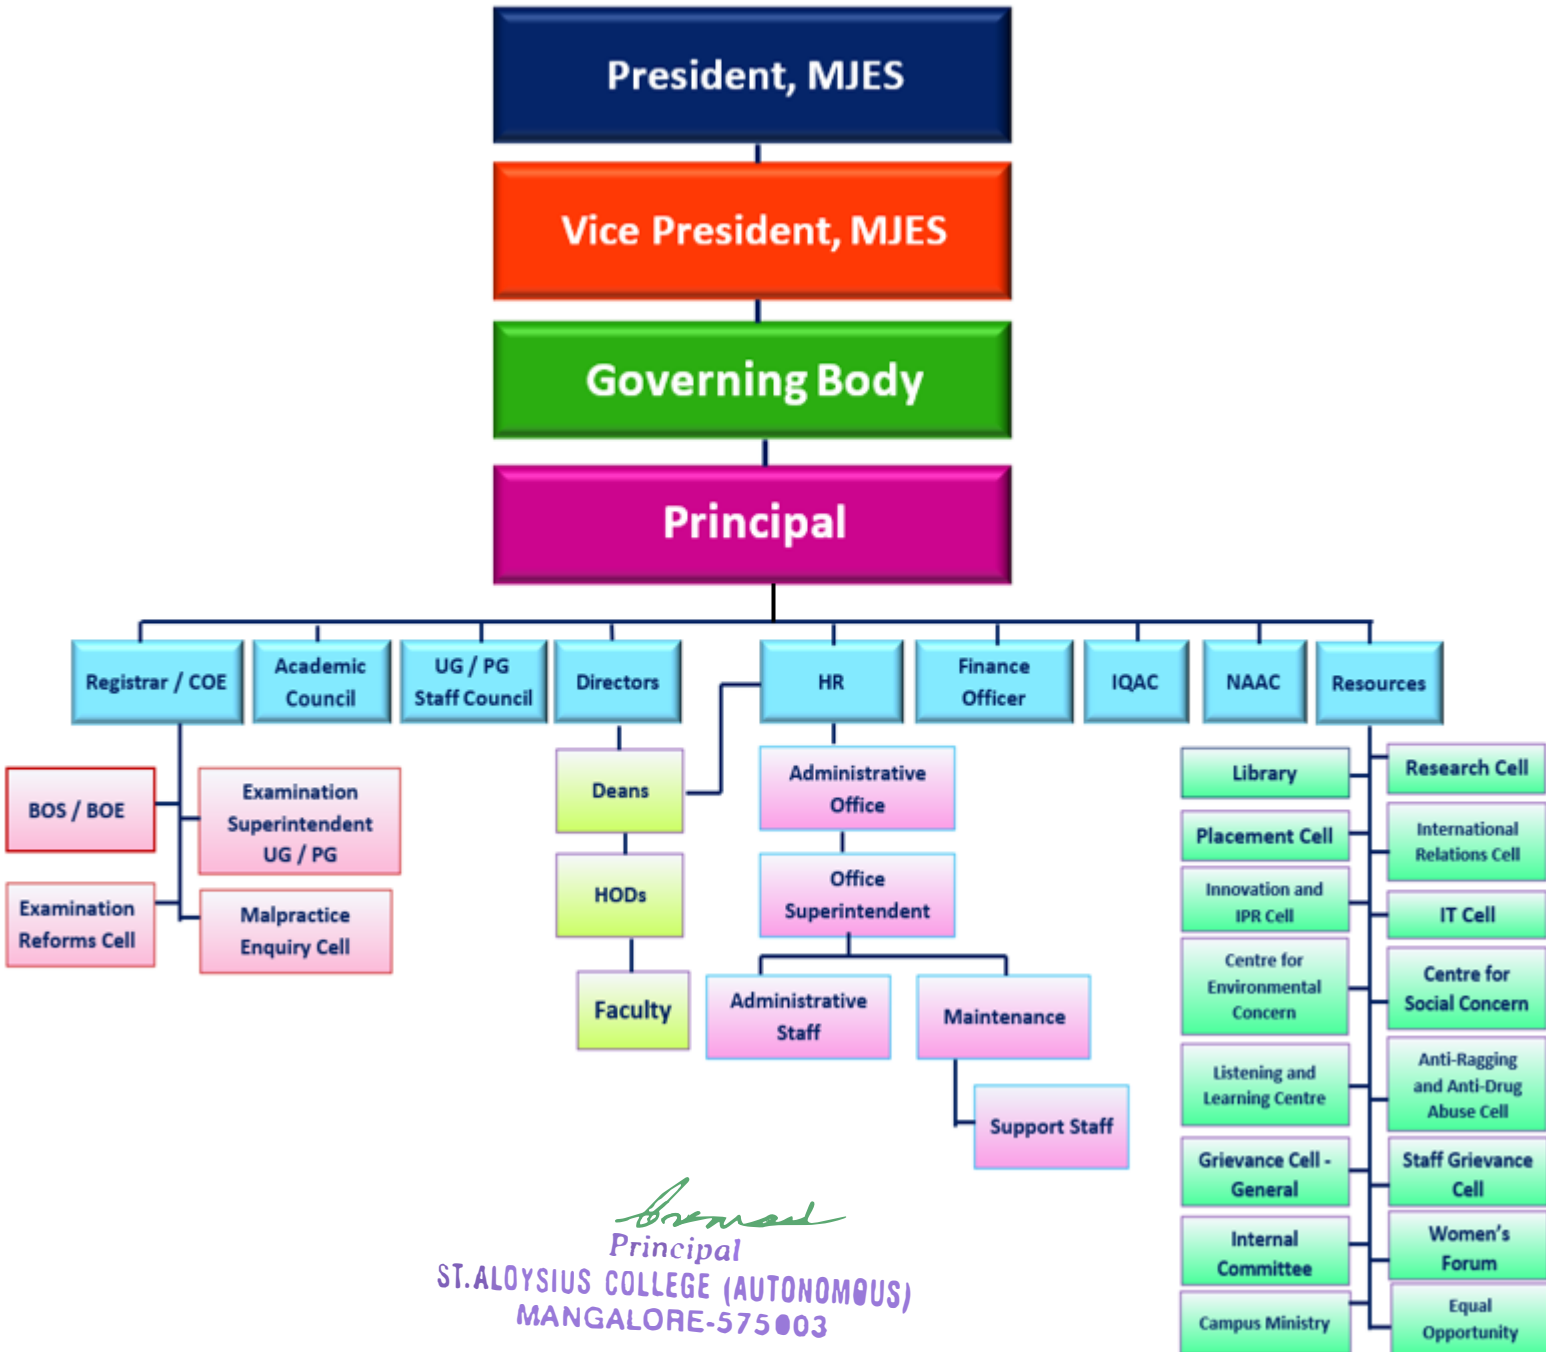 President, MJES
Vice President, MJES
Governing Body
Principal
Registrar / COE
Academic
Council
UG / PG
Staff Council
Directors
HR
Finance
Officer
IQAC
NAAC
Resources
BOS / BOE
Examination
Superintendent
UG / PG
Examination
Reforms Cell
Malpractice
Enquiry Cell
Deans
HODs
Faculty
Administrative
Office
Office
Superintendent
Administrative
Staff
Maintenance
Support Staff
Library
Research Cell
Placement Cell
International
Relations Cell
Innovation and
IPR Cell
IT Cell
Centre for
Environmental
Concern
Centre for
Social Concern
Listening and
Learning Centre
Anti-Ragging
and Anti-Drug
Abuse Cell
Grievance Cell -
General
Staff Grievance
Cell
Internal
Committee
Women's
Forum
Campus Ministry
Equal
Opportunity
Principal
ST. ALOYSIUS COLLEGE (AUTONOMOUS)
MANGALORE-575003